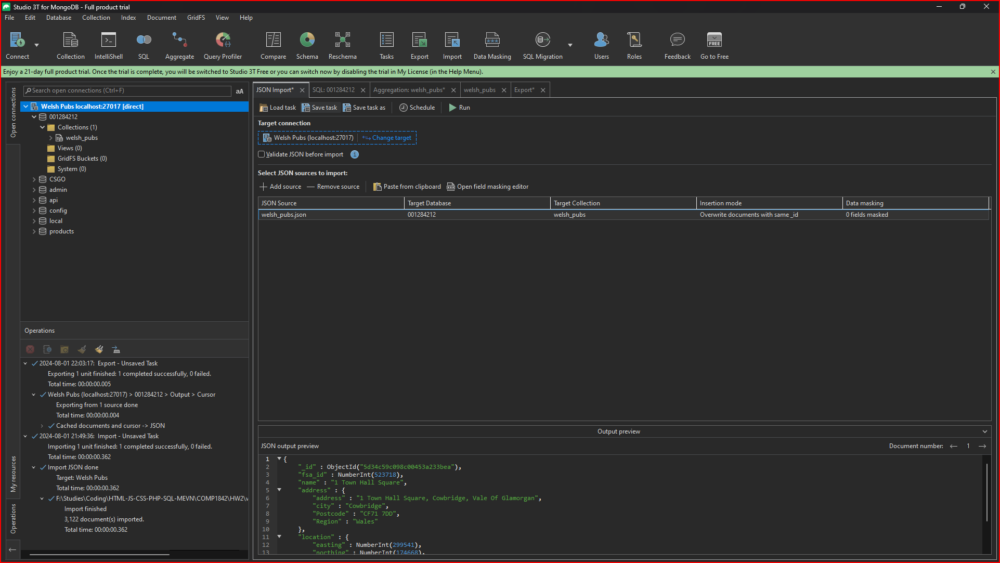 Studio 3T for MongoDB - Full product trial
File Edit Database Collection Index Document GridFS View Help
Connect Collection IntelliShell SQL Aggregate Query Profiler Compare Schema Reschema Tasks Export Import Data Masking SQL Migration Users Roles Feedback FREE Go to Free
Enjoy a 21-day full product trial. Once the trial is complete, you will be switched to Studio 3T Free or you can switch now by disabling the trial in My License (in the Help Menu).
Open connections
Search open connections (Ctrl+F) aA
Welsh Pubs localhost:27017 [direct]
001284212
Collections (1)
welsh_pubs
Views (0)
GridFS Buckets (0)
System (0)
CSGO
admin
api
config
local
products
My resources
Operations
Operations
2024-08-01 22:03:17: Export - Unsaved Task
Exporting 1 unit finished: 1 completed successfully, 0 failed.
Total time: 00:00:00.005
Welsh Pubs (localhost:27017) > 001284212 > Output > Cursor
Exporting from 1 source done
Total time: 00:00:00.004
Cached documents and cursor -> JSON
2024-08-01 21:49:36: Import - Unsaved Task
Importing 1 unit finished: 1 completed successfully, 0 failed.
Total time: 00:00:00.362
Import JSON done
Target: Welsh Pubs
Total time: 00:00:00.362
F:\Studies\Coding\HTML-JS-CSS-PHP-SQL-MEVN\COMP1842\HW2\
Import finished
3,122 document(s) imported.
Total time: 00:00:00.362
JSON Import* SQL: 001284212 Aggregation: welsh_pubs* welsh_pubs Export*
Load task Save task Save task as Schedule Run
Target connection
Welsh Pubs (localhost:27017) Change target
Validate JSON before import
Select JSON sources to import:
Add source Remove source Paste from clipboard Open field masking editor
JSON Source Target Database Target Collection Insertion mode Data masking
welsh_pubs.json 001284212 welsh_pubs Overwrite documents with same _id 0 fields masked
Output preview
JSON output preview Document number: 1
1 {
2 "_id" : ObjectId("5d34c59c098c00453a233bea"),
3 "fsa_id" : NumberInt(523718),
4 "name" : "1 Town Hall Square",
5 "address" : {
6 "address" : "1 Town Hall Square, Cowbridge, Vale Of Glamorgan",
7 "city" : "Cowbridge",
8 "Postcode" : "CF71 7DD",
9 "Region" : "Wales"
10 },
11 "location" : {
12 "easting" : NumberInt(299541),
13 "northing" : NumberInt(174668),